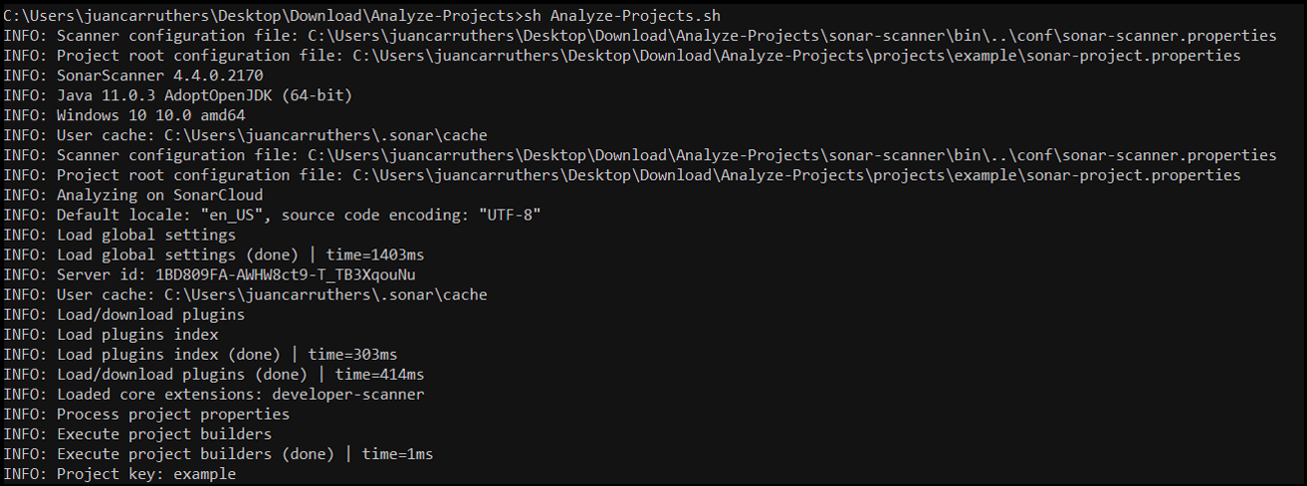 C:\Users\juancarruthers\Desktop\Download\Analyze-Projects>sh Analyze-Projects.sh
INFO: Scanner configuration file: C:\Users\juancarruthers\Desktop\Download\Analyze-Projects\sonar-scanner\bin\..\conf\sonar-scanner.properties
INFO: Project root configuration file: C:\Users\juancarruthers\Desktop\Download\Analyze-Projects\projects\example\sonar-project.properties
INFO: SonarScanner 4.4.0.2170
INFO: Java 11.0.3 AdoptOpenJDK (64-bit)
INFO: Windows 10 10.0 amd64
INFO: User cache: C:\Users\juancarruthers\.sonar\cache
INFO: Scanner configuration file: C:\Users\juancarruthers\Desktop\Download\Analyze-Projects\sonar-scanner\bin\..\conf\sonar-scanner.properties
INFO: Project root configuration file: C:\Users\juancarruthers\Desktop\Download\Analyze-Projects\projects\example\sonar-project.properties
INFO: Analyzing on SonarCloud
INFO: Default locale: "en_US", source code encoding: "UTF-8"
INFO: Load global settings
INFO: Load global settings (done) | time=1403ms
INFO: Server id: 1BD809FA-AWHW8ct9-T_TB3XqouNu
INFO: User cache: C:\Users\juancarruthers\.sonar\cache
INFO: Load/download plugins
INFO: Load plugins index
INFO: Load plugins index (done) | time=303ms
INFO: Load/download plugins (done) | time=414ms
INFO: Loaded core extensions: developer-scanner
INFO: Process project properties
INFO: Execute project builders
INFO: Execute project builders (done) | time=1ms
INFO: Project key: example